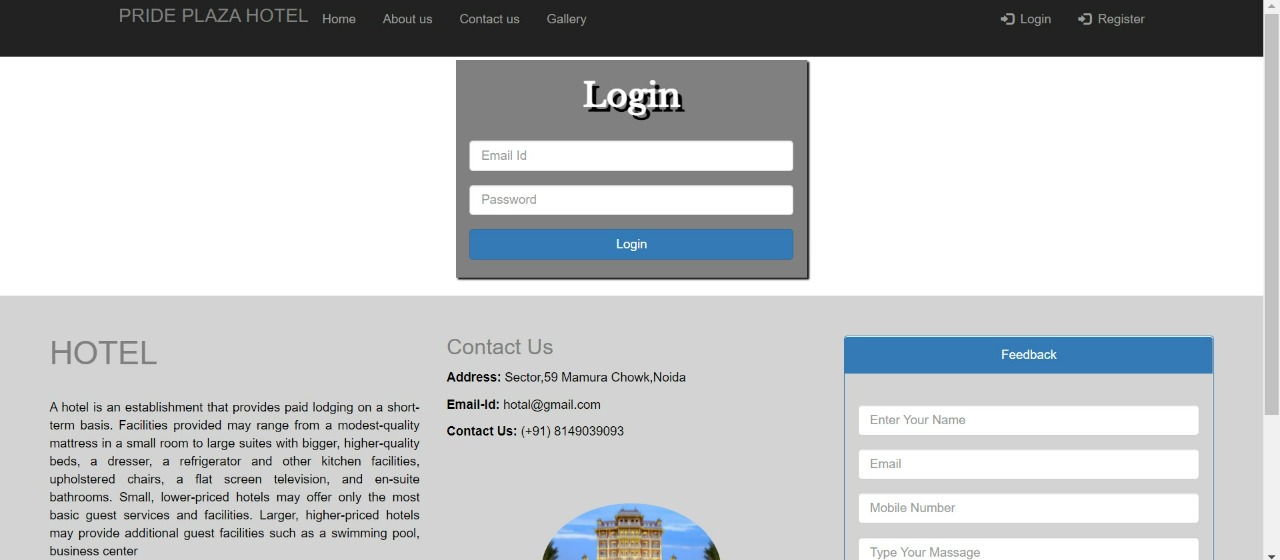 PRIDE PLAZA HOTEL Home About us Contact us Gallery Login Register
Login
Email Id
Password
Login
HOTEL
A hotel is an establishment that provides paid lodging on a short-
term basis. Facilities provided may range from a modest-quality
mattress in a small room to large suites with bigger, higher-quality
beds, a dresser, a refrigerator and other kitchen facilities,
upholstered chairs, a flat screen television, and en-suite
bathrooms. Small, lower-priced hotels may offer only the most
basic guest services and facilities. Larger, higher-priced hotels
may provide additional guest facilities such as a swimming pool,
business center
Contact Us
Address: Sector,59 Mamura Chowk,Noida
Email-Id: hotal@gmail.com
Contact Us: (+91) 8149039093
Feedback
Enter Your Name
Email
Mobile Number
Type Your Massage